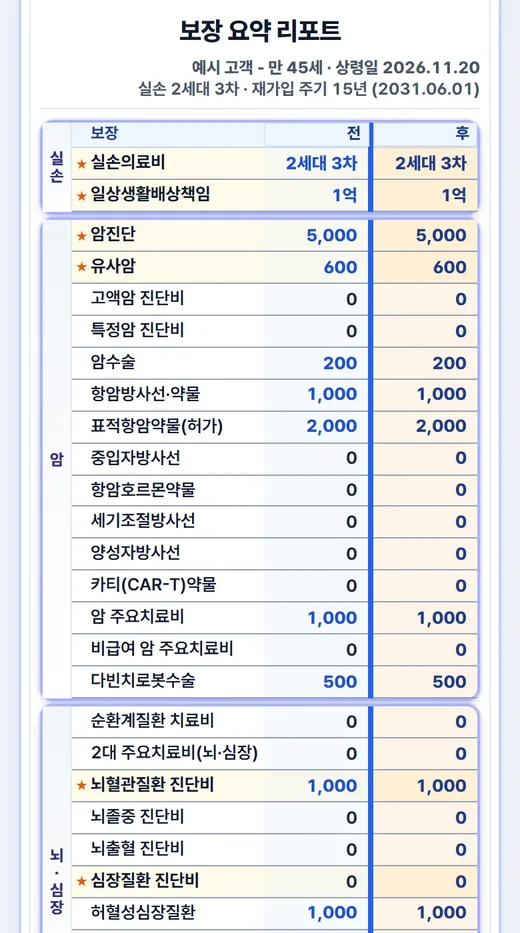 보장 요약 리포트
예시 고객 - 만 45세 · 상령일 2026.11.20
실손 2세대 3차 · 재가입 주기 15년 (2031.06.01)
보장 전 후
실손
★ 실손의료비 2세대 3차 2세대 3차
★ 일상생활배상책임 1억 1억
암
★ 암진단 5,000 5,000
★ 유사암 600 600
고액암 진단비 0 0
특정암 진단비 0 0
암수술 200 200
항암방사선·약물 1,000 1,000
표적항암약물(허가) 2,000 2,000
중입자방사선 0 0
항암호르몬약물 0 0
세기조절방사선 0 0
양성자방사선 0 0
카티(CAR-T)약물 0 0
암 주요치료비 1,000 1,000
비급여 암 주요치료비 0 0
다빈치로봇수술 500 500
뇌·심장
순환계질환 치료비 0 0
2대 주요치료비(뇌·심장) 0 0
★ 뇌혈관질환 진단비 1,000 1,000
뇌졸중 진단비 0 0
뇌출혈 진단비 0 0
★ 심장질환 진단비 0 0
허혈성심장질환 1,000 1,000